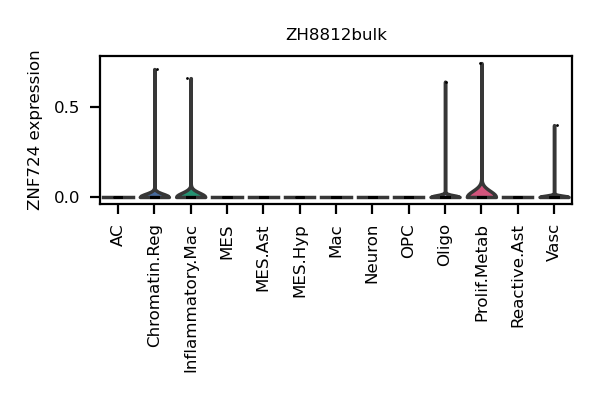 ZH8812bulk
ZNF724 expression
0.5
0.0
AC
Chromatin.Reg
Inflammatory.Mac
MES
MES.Ast
MES.Hyp
Mac
Neuron
OPC
Oligo
Prolif.Metab
Reactive.Ast
Vasc